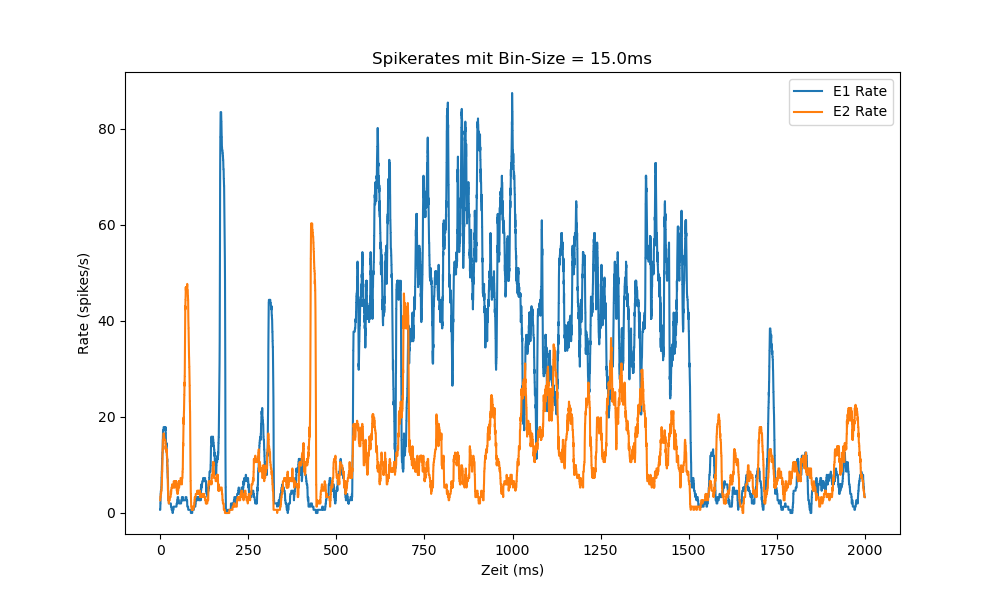 Spikerates mit Bin-Size = 15.0ms
E1 Rate
E2 Rate
Rate (spikes/s)
80
60
40
20
0
0 250 500 750 1000 1250 1500 1750 2000
Zeit (ms)